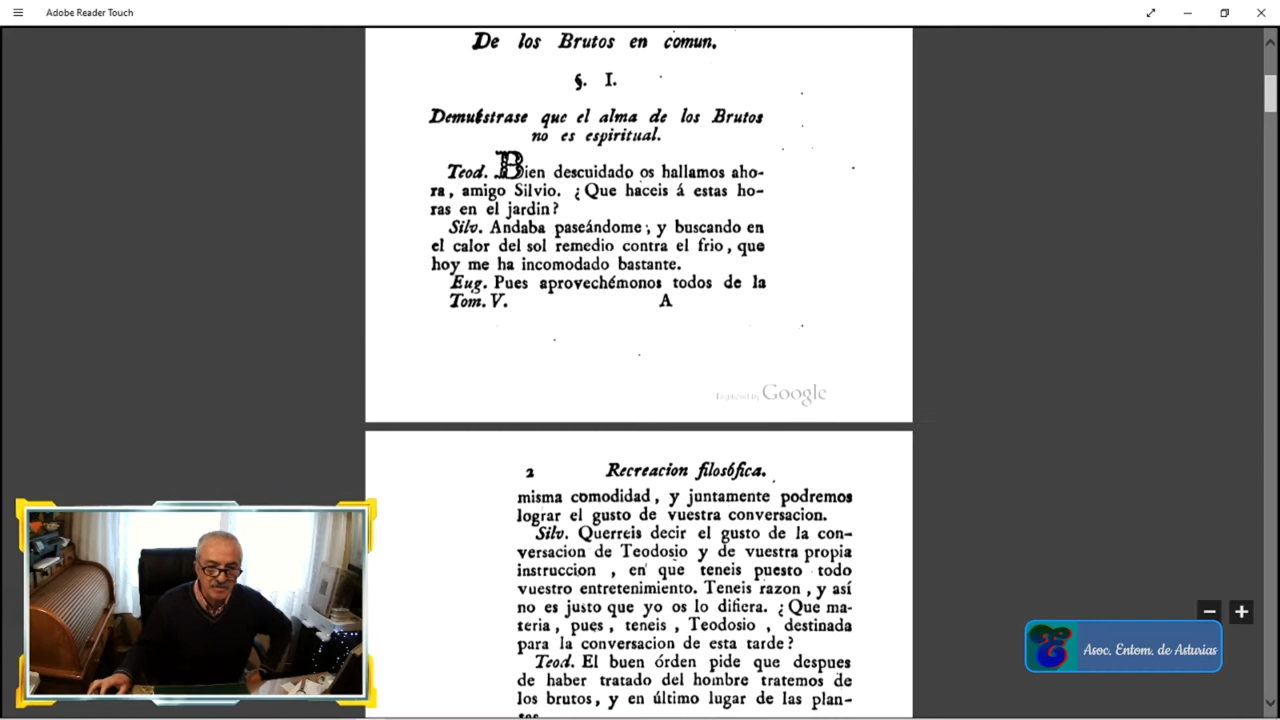 Adobe Reader Touch
De los Brutos en comun.
§. I.
Demuéstrase que el alma de los Brutos
no es espiritual.
Teod. Bien descuidado os hallamos aho-
ra, amigo Silvio. ¿Que haceis á estas ho-
ras en el jardin?
Silv. Andaba paseándome, y buscando en
el calor del sol remedio contra el frio, que
hoy me ha incomodado bastante.
Eug. Pues aprovechémonos todos de la
Tom. V. A
Digitized by Google
2 Recreacion filosófica.
misma comodidad, y juntamente podremos
lograr el gusto de vuestra conversacion.
Silv. Querreis decir el gusto de la con-
versacion de Teodosio y de vuestra propia
instruccion, en que teneis puesto todo
vuestro entretenimiento. Teneis razon, y así
no es justo que yo os lo difiera. ¿Que ma-
teria, pues, teneis, Teodosio, destinada
para la conversacion de esta tarde?
Teod. El buen órden pide que despues
de haber tratado del hombre tratemos de
los brutos, y en último lugar de las plan-
Asoc. Entom. de Asturias